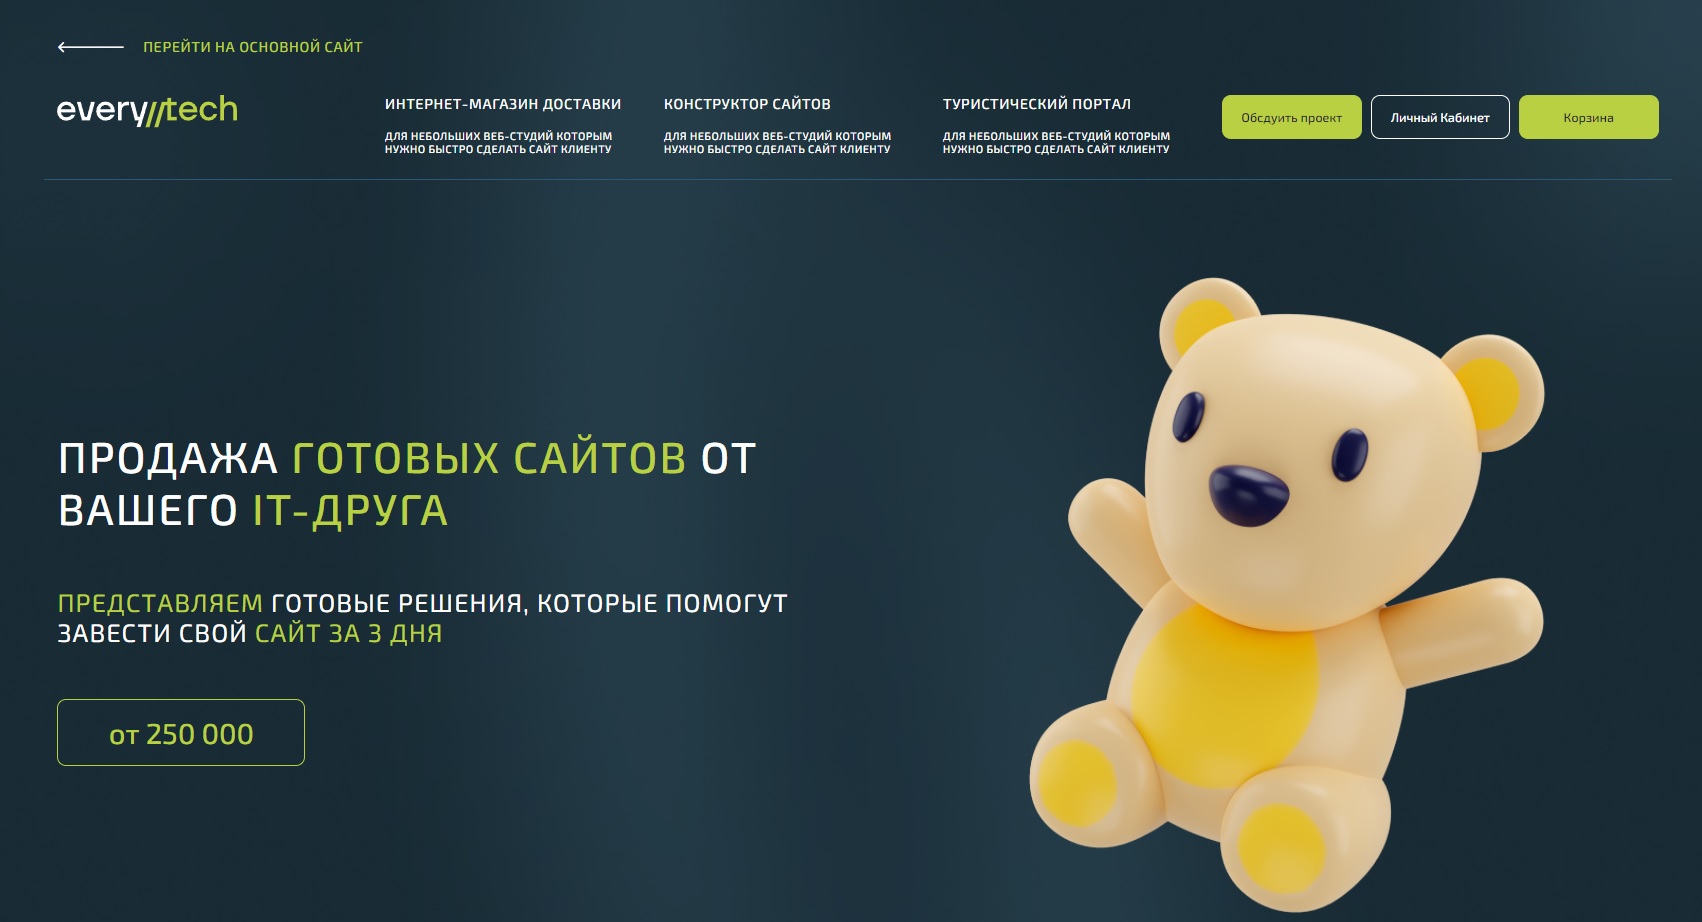 ПЕРЕЙТИ НА ОСНОВНОЙ САЙТ
every//tech
ИНТЕРНЕТ-МАГАЗИН ДОСТАВКИ
ДЛЯ НЕБОЛЬШИХ ВЕБ-СТУДИЙ КОТОРЫМ
НУЖНО БЫСТРО СДЕЛАТЬ САЙТ КЛИЕНТУ
КОНСТРУКТОР САЙТОВ
ДЛЯ НЕБОЛЬШИХ ВЕБ-СТУДИЙ КОТОРЫМ
НУЖНО БЫСТРО СДЕЛАТЬ САЙТ КЛИЕНТУ
ТУРИСТИЧЕСКИЙ ПОРТАЛ
ДЛЯ НЕБОЛЬШИХ ВЕБ-СТУДИЙ КОТОРЫМ
НУЖНО БЫСТРО СДЕЛАТЬ САЙТ КЛИЕНТУ
Обсдуить проект
Личный Кабинет
Корзина
ПРОДАЖА ГОТОВЫХ САЙТОВ ОТ
ВАШЕГО IT-ДРУГА
ПРЕДСТАВЛЯЕМ ГОТОВЫЕ РЕШЕНИЯ, КОТОРЫЕ ПОМОГУТ
ЗАВЕСТИ СВОЙ САЙТ ЗА 3 ДНЯ
от 250 000